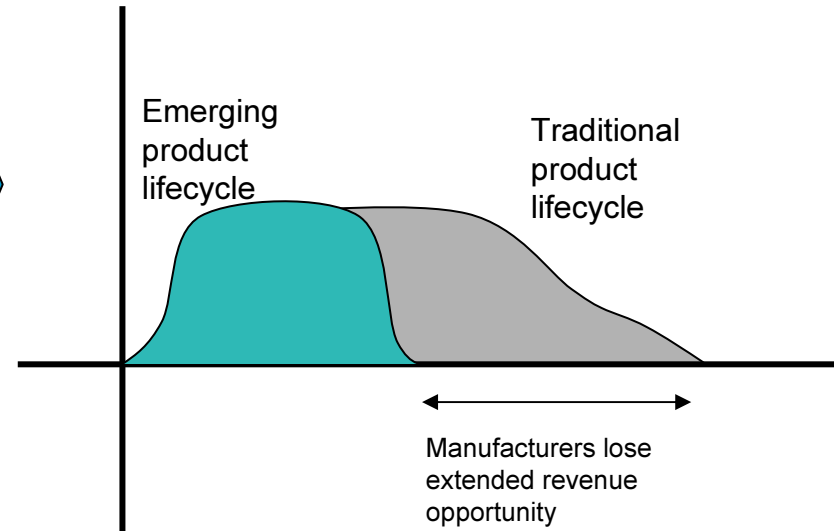 Emerging
product
lifecycle
Traditional
product
lifecycle
Manufacturers lose
extended revenue
opportunity